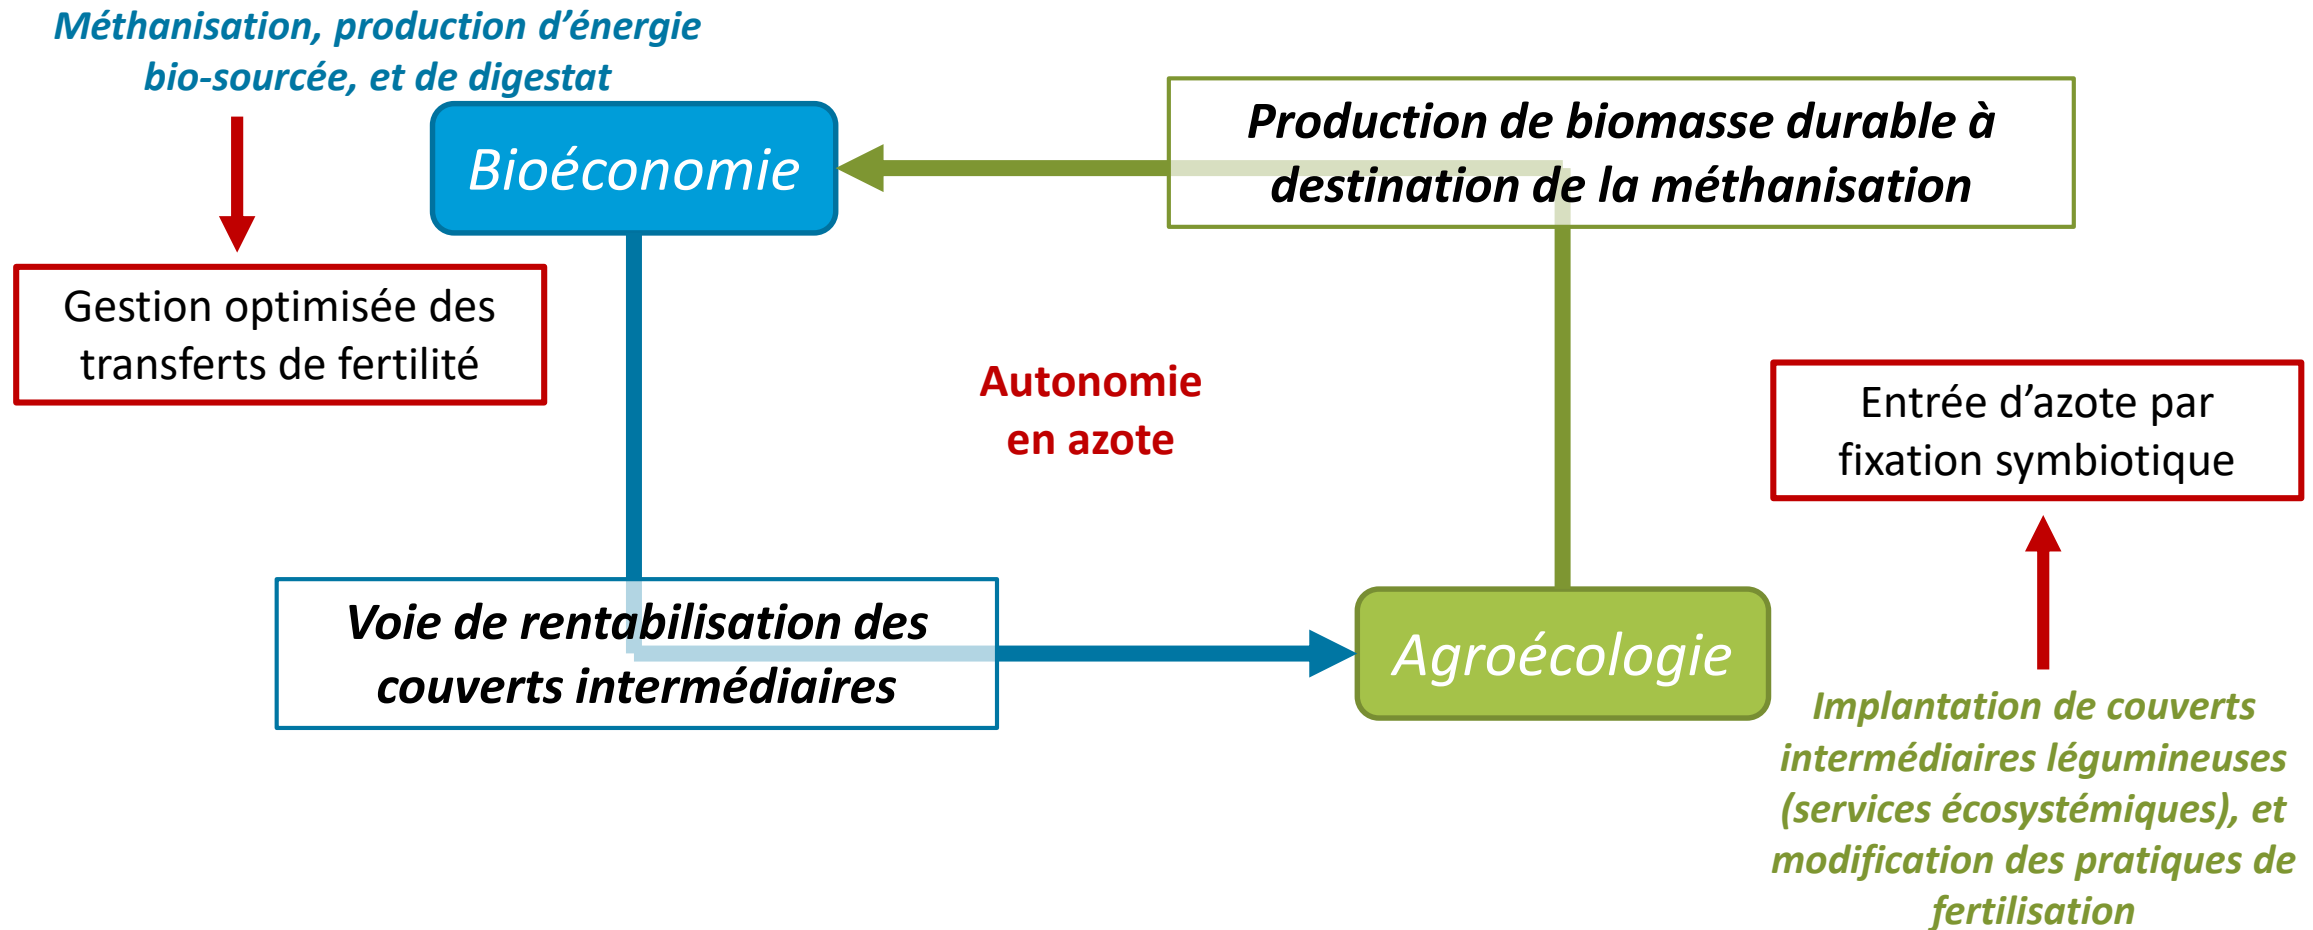 Méthanisation, production d’énergie
bio-sourcée, et de digestat
Bioéconomie
Production de biomasse durable à
destination de la méthanisation
Gestion optimisée des
transferts de fertilité
Autonomie
en azote
Entrée d’azote par
fixation symbiotique
Voie de rentabilisation des
couverts intermédiaires
Agroécologie
Implantation de couverts
intermédiaires légumineuses
(services écosystémiques), et
modification des pratiques de
fertilisation